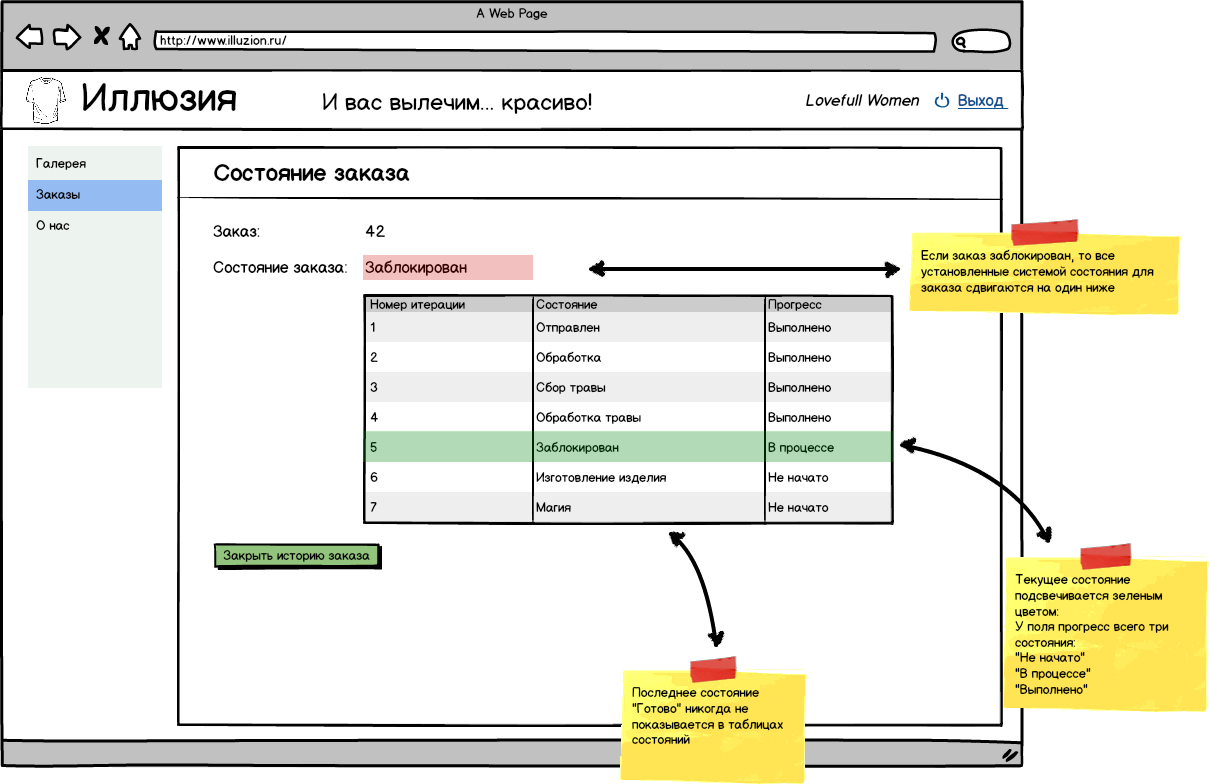 A Web Page
http://www.illuzion.ru/
Иллюзия
И вас вылечим... красиво!
Lovefull Women
Выход
Галерея
Заказы
О нас
Состояние заказа
Заказ: 42
Состояние заказа: Заблокирован
Номер итерации Состояние Прогресс
1 Отправлен Выполнено
2 Обработка Выполнено
3 Сбор травы Выполнено
4 Обработка травы Выполнено
5 Заблокирован В процессе
6 Изготовление изделия Не начато
7 Магия Не начато
Закрыть историю заказа
Если заказ заблокирован, то все
установленные системой состояния для
заказа сдвигаются на один ниже
Текущее состояние
подсвечивается зеленым
цветом:
У поля прогресс всего три
состояния:
"Не начато"
"В процессе"
"Выполнено"
Последнее состояние
"Готово" никогда не
показывается в таблицах
состояний